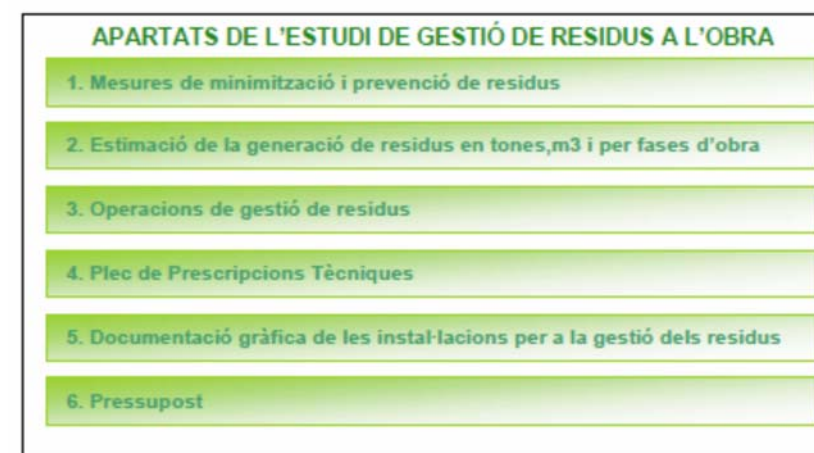 APARTATS DE L'ESTUDI DE GESTIÓ DE RESIDUS A L'OBRA
1. Mesures de minimització i prevenció de residus
2. Estimació de la generació de residus en tones,m3 i per fases d'obra
3. Operacions de gestió de residus
4. Plec de Prescripcions Tècniques
5. Documentació gràfica de les instal·lacions per a la gestió dels residus
6. Pressupost